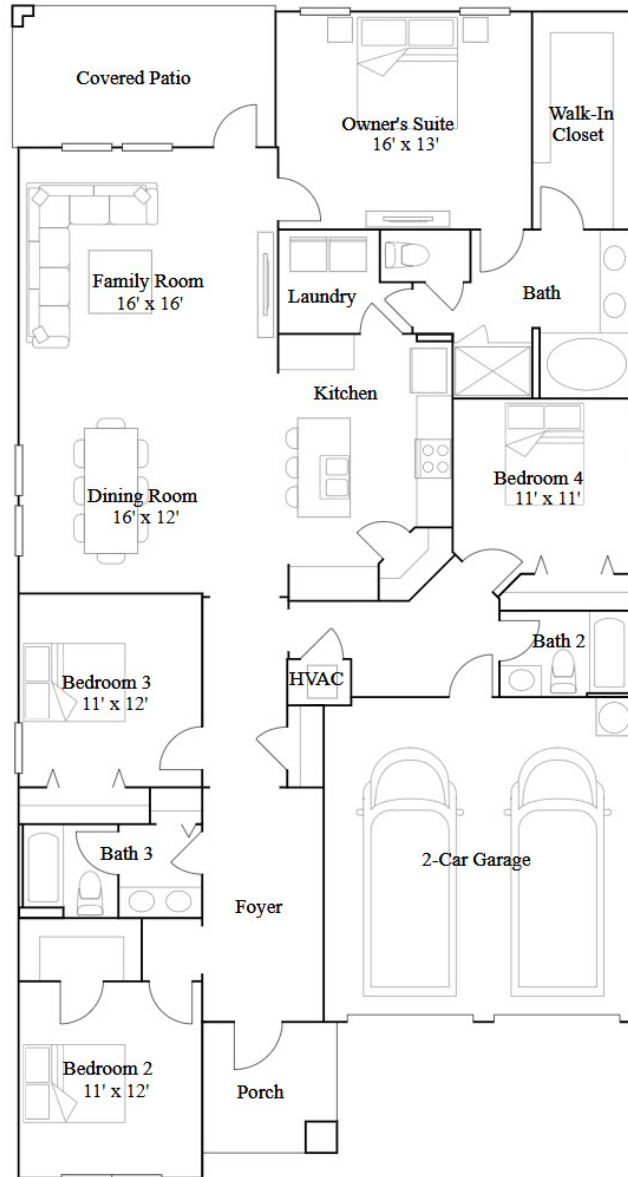 Covered Patio
Owner's Suite
16' x 13'
Walk-In
Closet
Family Room
16' x 16'
Laundry
Bath
Kitchen
Dining Room
16' x 12'
Bedroom 4
11' x 11'
Bath 2
Bedroom 3
11' x 12'
HVAC
Bath 3
2-Car Garage
Foyer
Bedroom 2
11' x 12'
Porch